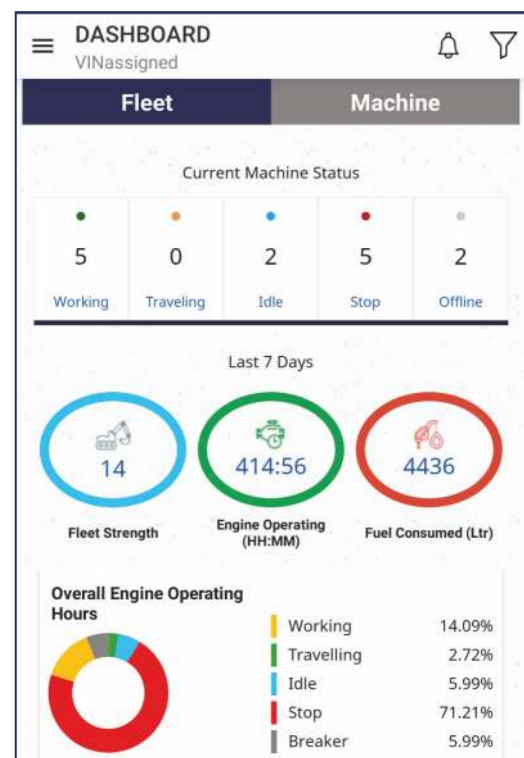 DASHBOARD
VINassigned
Fleet Machine
Current Machine Status
5 0 2 5 2
Working Traveling Idle Stop Offline
Last 7 Days
14 414:56 4436
Fleet Strength Engine Operating (HH:MM) Fuel Consumed (Ltr)
Overall Engine Operating
Hours
Working 14.09%
Travelling 2.72%
Idle 5.99%
Stop 71.21%
Breaker 5.99%